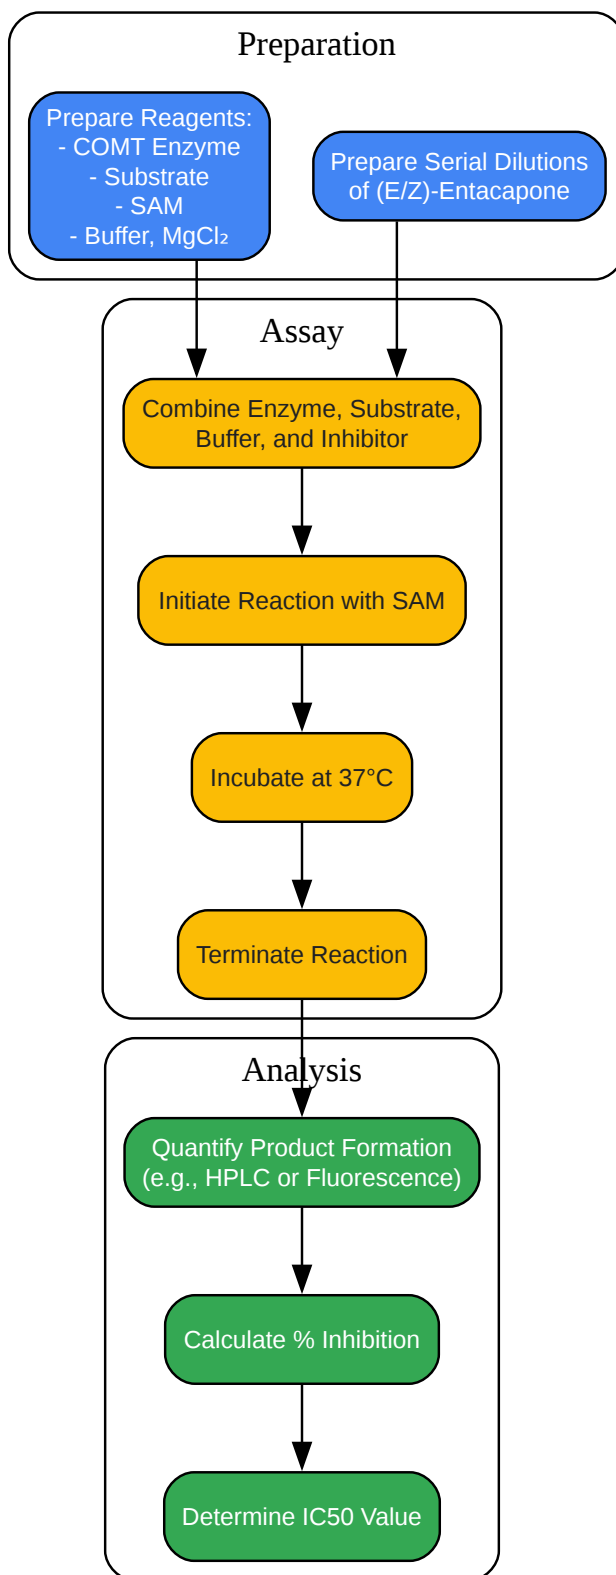 Preparation
Prepare Reagents:
- COMT Enzyme
- Substrate
- SAM
- Buffer, MgCl₂
Prepare Serial Dilutions
of (E/Z)-Entacapone
Assay
Combine Enzyme, Substrate,
Buffer, and Inhibitor
Initiate Reaction with SAM
Incubate at 37°C
Terminate Reaction
Analysis
Quantify Product Formation
(e.g., HPLC or Fluorescence)
Calculate % Inhibition
Determine IC50 Value